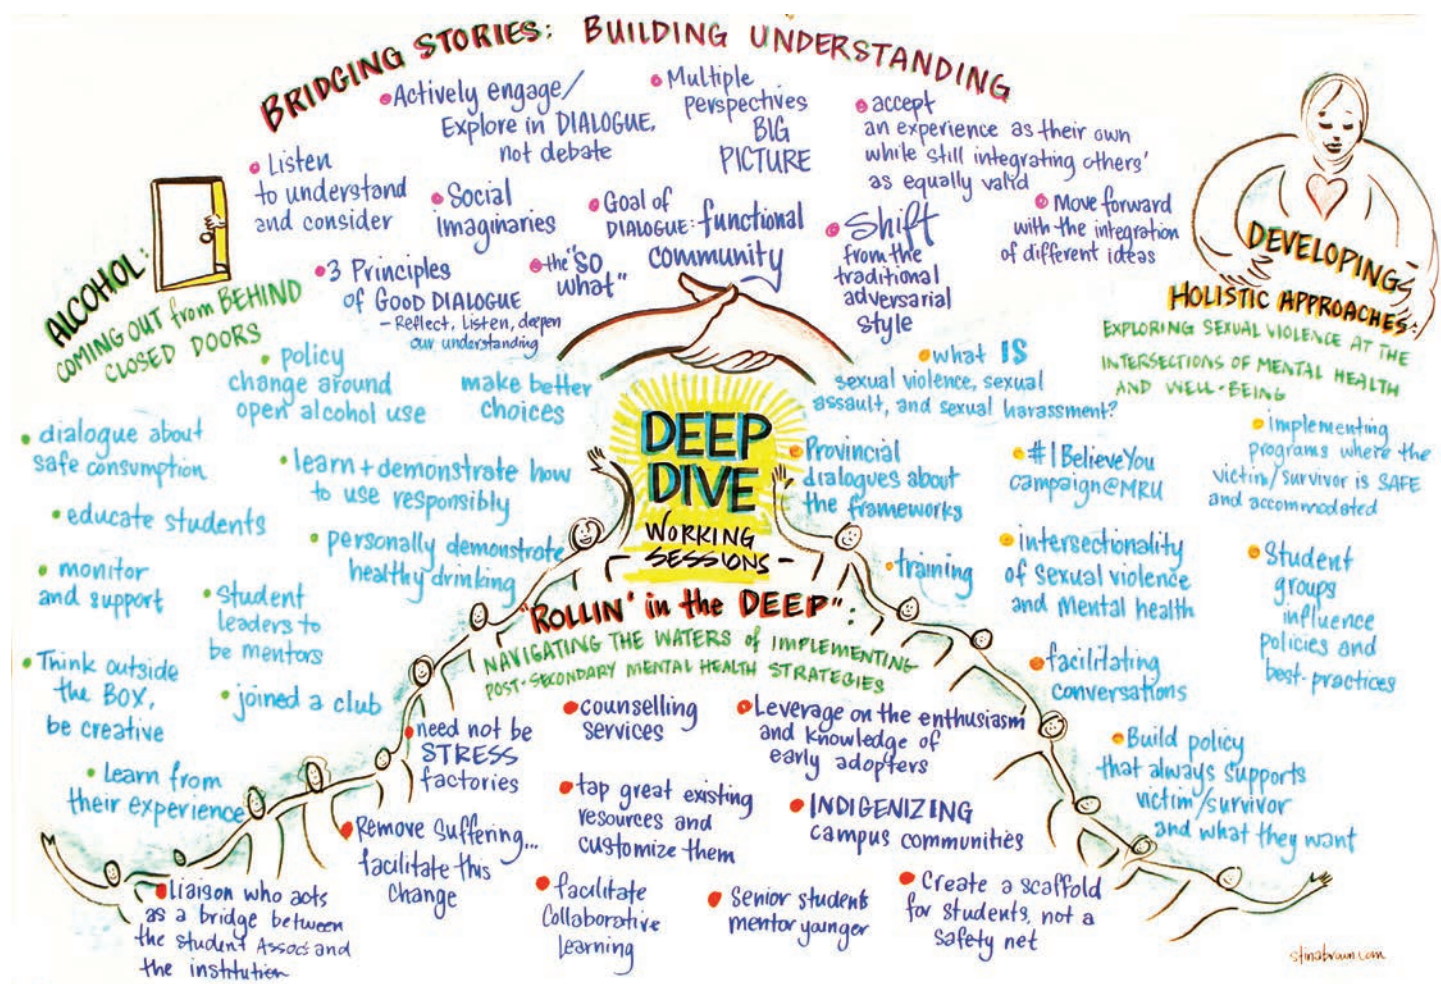 BRIDGING STORIES: BUILDING UNDERSTANDING
Actively engage/
Explore in DIALOGUE,
not debate
Multiple
perspectives
BIG
PICTURE
accept
an experience as their own
while still integrating others'
as equally valid
Listen
to understand
and consider
Social
imaginaries
Goal of
DIALOGUE: functional
community
Shift
from the
traditional
adversarial
style
Move forward
with the integration
of different ideas
3 Principles
of GOOD DIALOGUE
- Reflect, Listen, deepen
our understanding
the "SO
what"
ALCOHOL:
COMING OUT from BEHIND
CLOSED DOORS
policy
change around
open alcohol use
make better
choices
dialogue about
safe consumption
learn + demonstrate how
to use responsibly
educate students
personally demonstrate
healthy drinking
monitor
and support
Student
leaders to
be mentors
Think outside
the BOX,
be creative
joined a club
Learn from
their experience
DEEP
DIVE
WORKING
SESSIONS
DEVELOPING
HOLISTIC APPROACHES:
EXPLORING SEXUAL VIOLENCE AT THE
INTERSECTIONS OF MENTAL HEALTH
AND WELL-BEING
what IS
sexual violence, sexual
assault, and sexual harassment?
Provincial
dialogues about
the frameworks
#IBelieveYou
campaign@MRU
implementing
programs where the
victim/survivor is SAFE
and accommodated
training
intersectionality
of sexual violence
and Mental health
Student
groups
influence
policies and
best-practices
facilitating
conversations
Build policy
that always supports
victim/survivor
and what they want
"ROLLIN' in the DEEP":
NAVIGATING THE WATERS of IMPLEMENTING
POST-SECONDARY MENTAL HEALTH STRATEGIES
need not be
STRESS
factories
counselling
services
Leverage on the enthusiasm
and knowledge of
early adopters
tap great existing
resources and
customize them
INDIGENIZING
campus communities
Remove Suffering...
facilitate this
change
Liaison who acts
as a bridge between
the student Assocs and
the institution
facilitate
Collaborative
Learning
Senior students
mentor younger
Create a scaffold
for students, not a
safety net
stinabrown.com